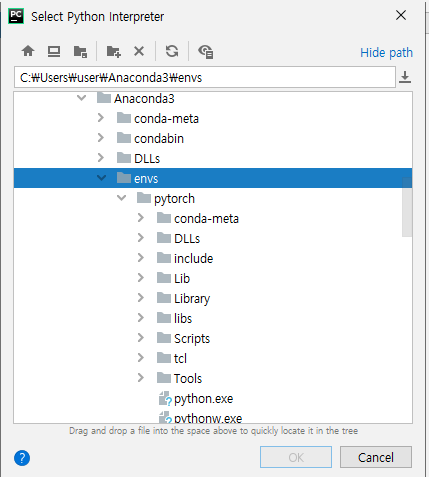 PC
Select Python Interpreter
Hide path
C:₩Users₩user₩Anaconda3₩envs
Anaconda3
conda-meta
condabin
DLLs
envs
pytorch
conda-meta
DLLs
include
Lib
Library
libs
Scripts
tcl
Tools
python.exe
pythonw.exe
Drag and drop a file into the space above to quickly locate it in the tree
?
OK
Cancel